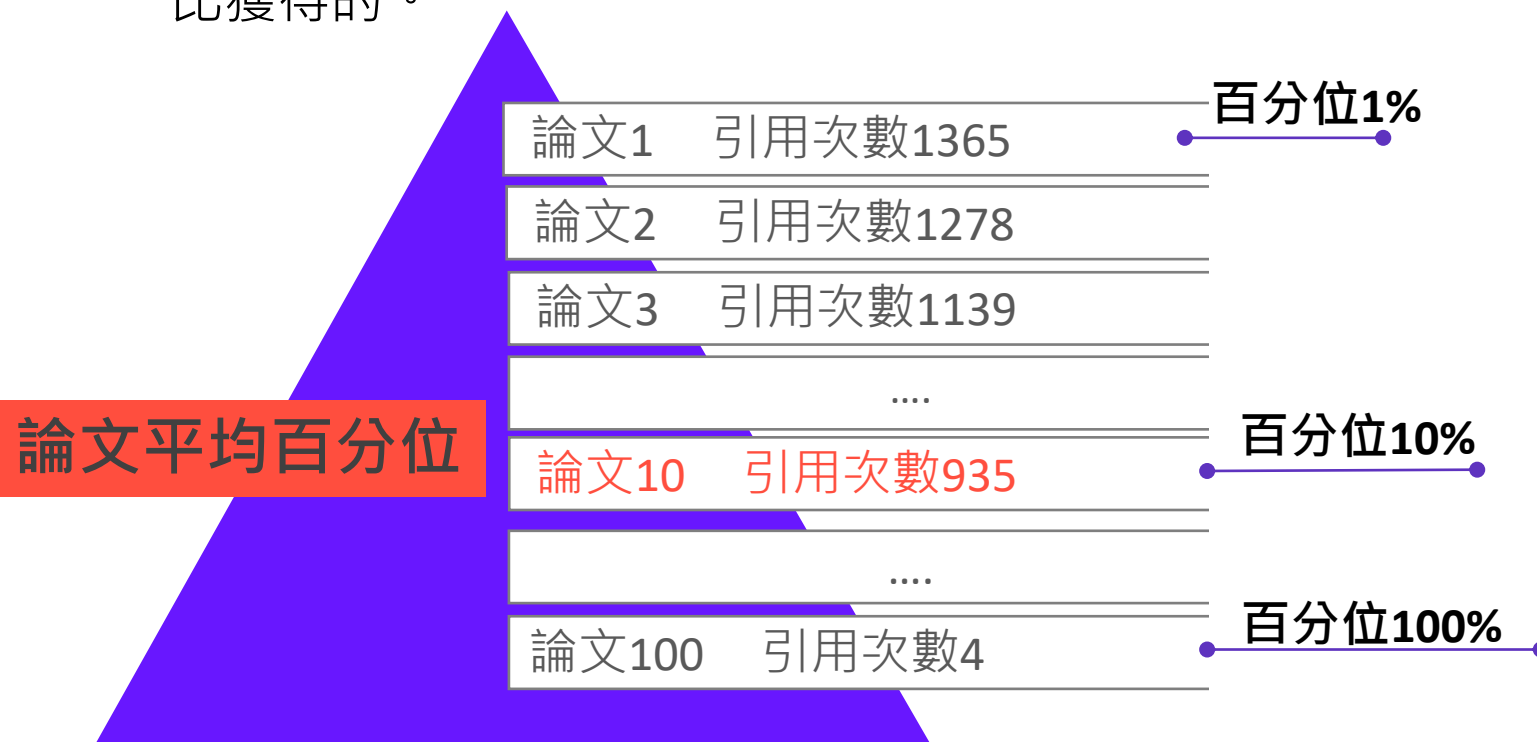 比獲得的。
百分位1%
論文1 引用次數1365
論文2 引用次數1278
論文3 引用次數1139
....
論文平均百分位
論文10 引用次數935
百分位10%
....
論文100 引用次數4
百分位100%